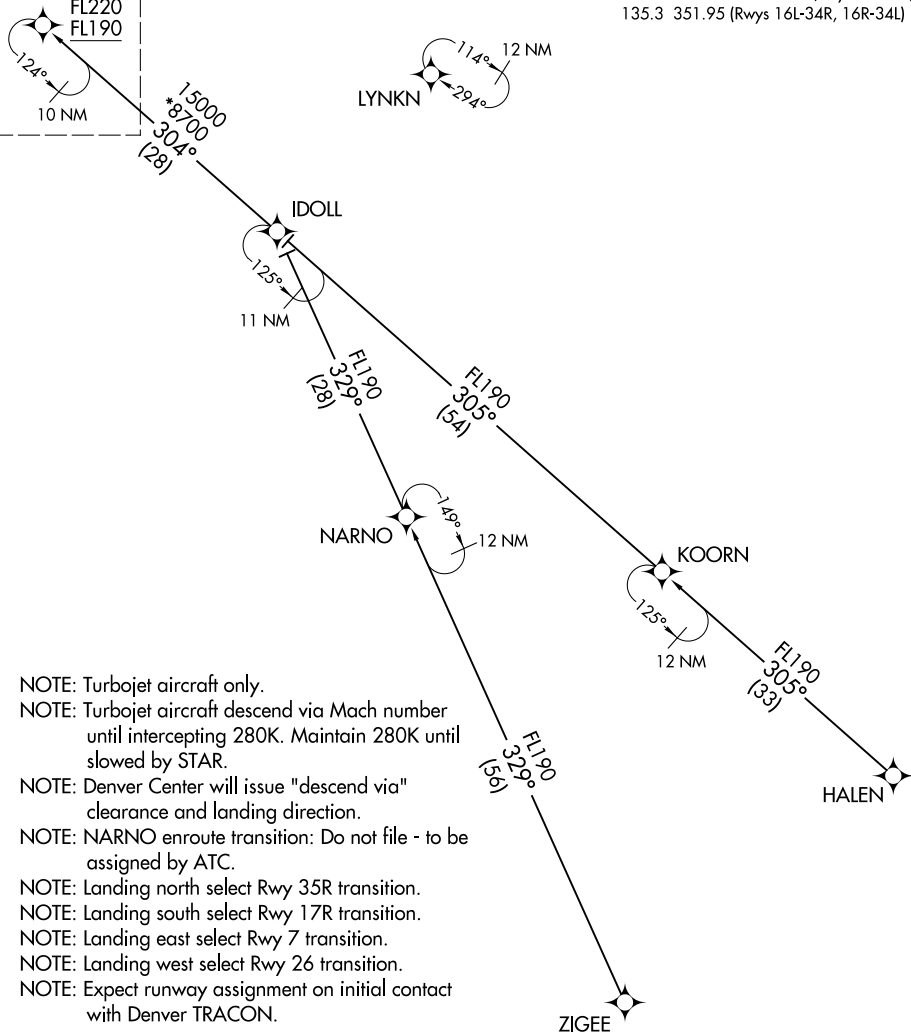 FL220
FL190
135.3 351.95 (Rwys 16L-34R, 16R-34L)
124°
10 NM
114°
12 NM
294°
LYNKN
15000
*8700
304°
(28)
IDOLL
125°
11 NM
FL190
329°
(28)
FL190
305°
(54)
149°
12 NM
NARNO
KOORN
125°
12 NM
FL190
305°
(33)
HALEN
FL190
329°
(56)
ZIGEE
NOTE: Turbojet aircraft only.
NOTE: Turbojet aircraft descend via Mach number
until intercepting 280K. Maintain 280K until
slowed by STAR.
NOTE: Denver Center will issue "descend via"
clearance and landing direction.
NOTE: NARNO enroute transition: Do not file - to be
assigned by ATC.
NOTE: Landing north select Rwy 35R transition.
NOTE: Landing south select Rwy 17R transition.
NOTE: Landing east select Rwy 7 transition.
NOTE: Landing west select Rwy 26 transition.
NOTE: Expect runway assignment on initial contact
with Denver TRACON.